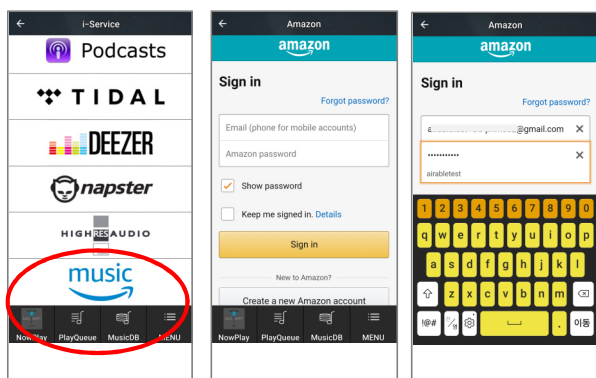 i-Service
Podcasts
TIDAL
DEEZER
napster
HIGHRESAUDIO
music
NowPlay PlayQueue MusicDB MENU
Amazon
amazon
Sign in
Forgot password?
Email (phone for mobile accounts)
Amazon password
Show password
Keep me signed in. Details
Sign in
New to Amazon?
Create a new Amazon account
NowPlay PlayQueue MusicDB MENU
Amazon
amazon
Sign in
Forgot password?
@gmail.com
airabletest
1 2 3 4 5 6 7 8 9 0
q w e r t y u i o p
a s d f g h j k l
z x c v b n m
!@# . 이동